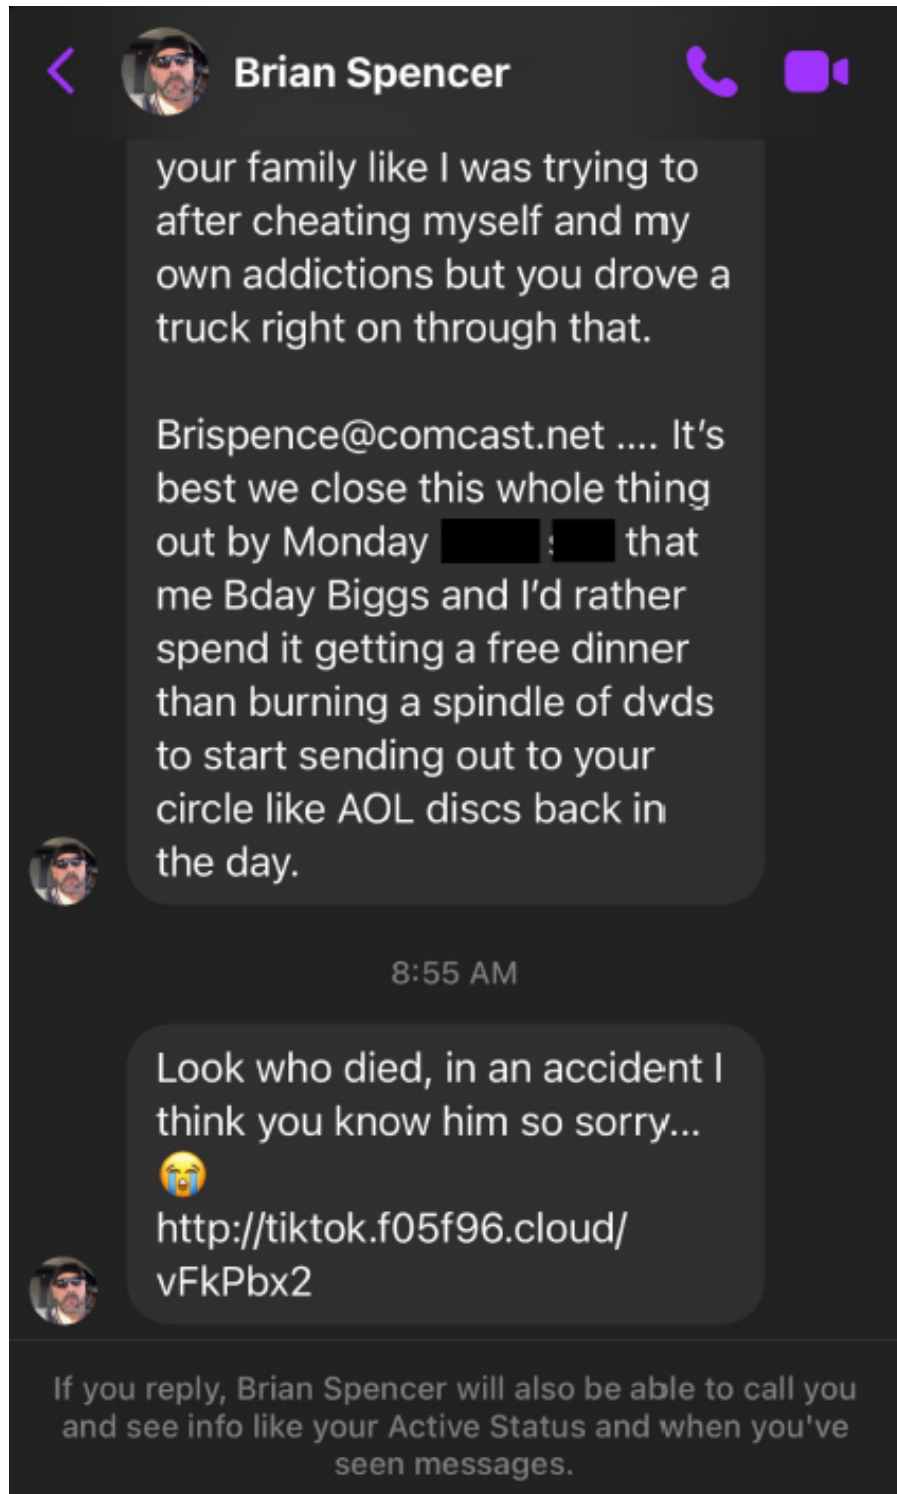 Brian Spencer
your family like I was trying to
after cheating myself and my
own addictions but you drove a
truck right on through that.
Brispence@comcast.net .... It's
best we close this whole thing
out by Monday that
me Bday Biggs and I'd rather
spend it getting a free dinner
than burning a spindle of dvds
to start sending out to your
circle like AOL discs back in
the day.
8:55 AM
Look who died, in an accident I
think you know him so sorry...
😭
http://tiktok.f05f96.cloud/
vFkPbx2
If you reply, Brian Spencer will also be able to call you
and see info like your Active Status and when you've
seen messages.